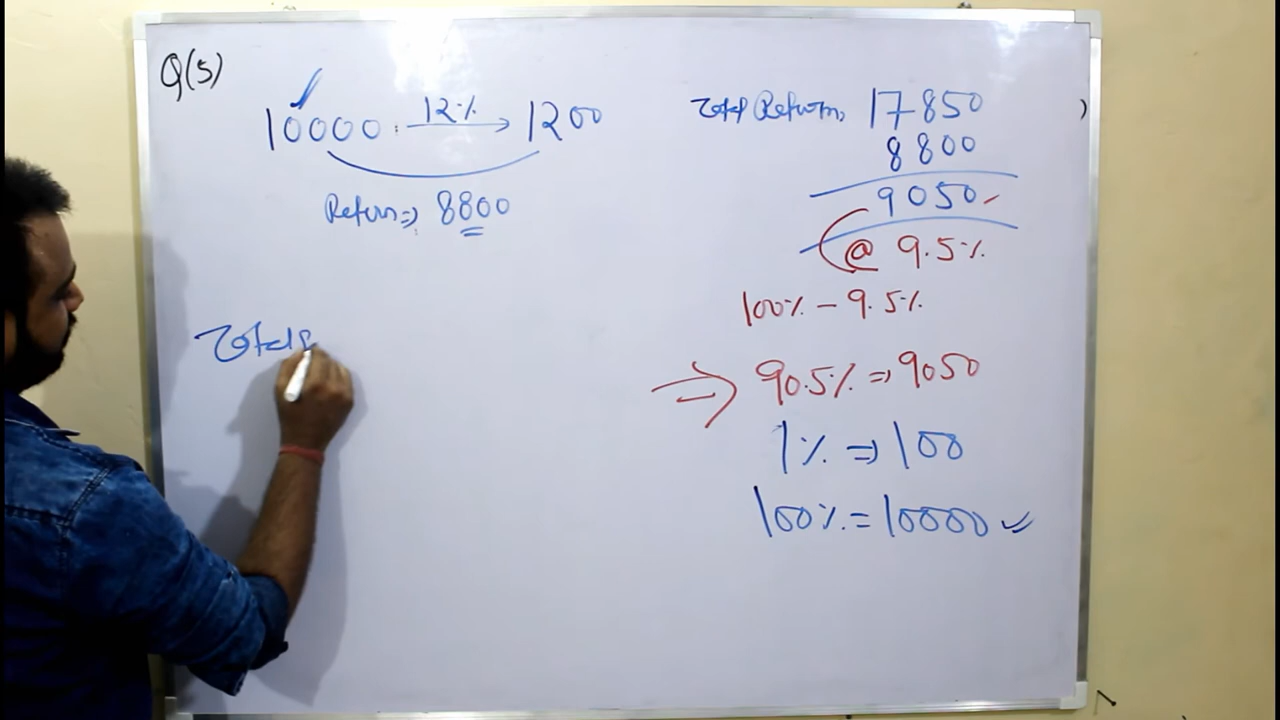 Q(5)
10000 12% → 1200
Return ⇒ 8800
Total
Total Return 17850
8800
9050
@ 9.5%
100% - 9.5%
⇒ 90.5% ⇒ 9050
1% ⇒ 100
100% = 10000 ✓